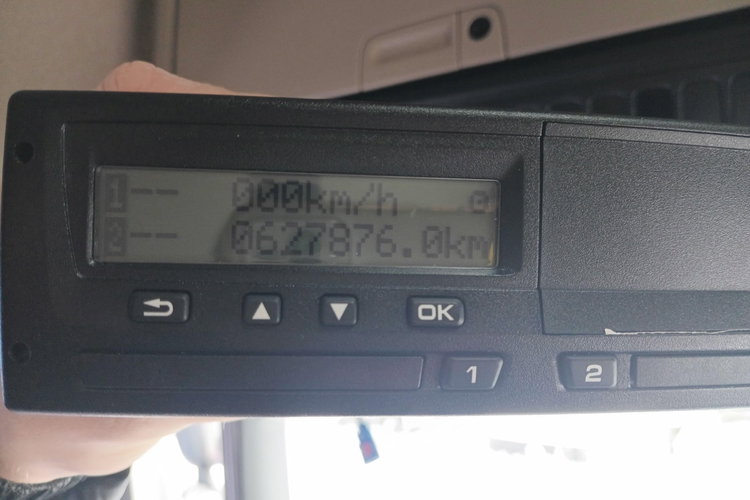 1 -- 000km/h
2 -- 0627876.0km
▲ ▼ OK
1 2